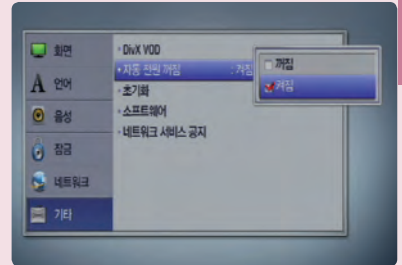 화면
언어
음성
잠금
네트워크
기타
DivX VOD
자동 전원 꺼짐 : 켜짐
초기화
소프트웨어
네트워크 서비스 공지
꺼짐
켜짐